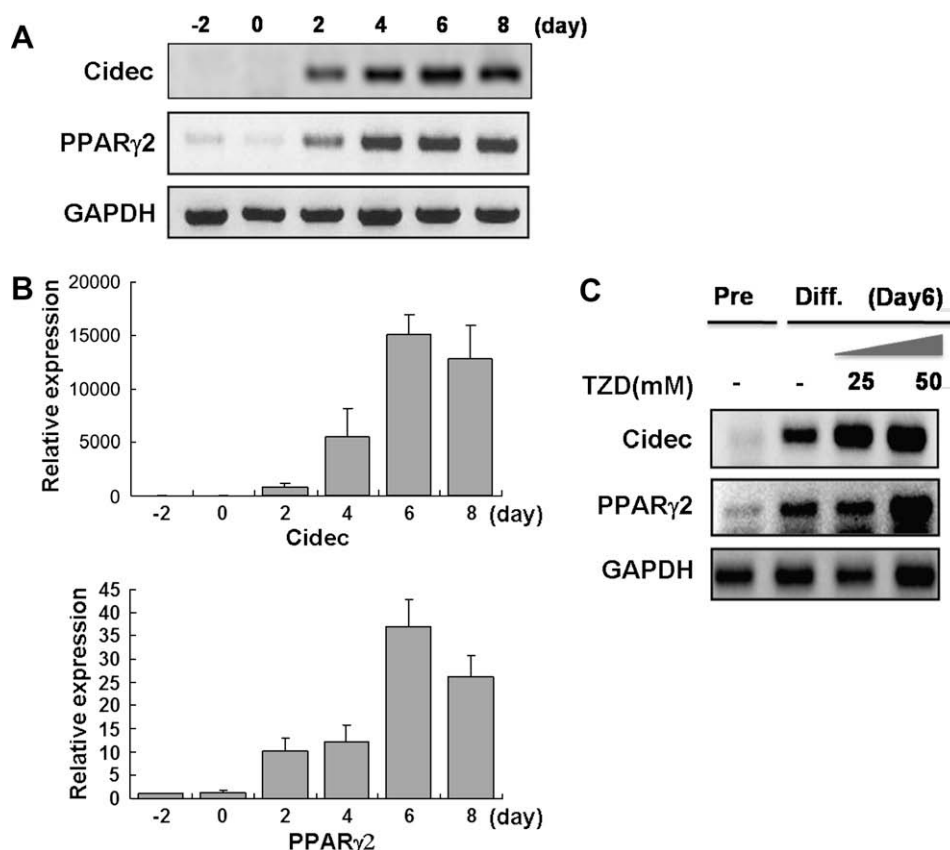 A
-2 0 2 4 6 8 (day)
Cidec
PPARγ2
GAPDH
B
Relative expression
20000
15000
10000
5000
0
-2 0 2 4 6 8 (day)
Cidec
Relative expression
45
40
35
30
25
20
15
10
5
0
-2 0 2 4 6 8 (day)
PPARγ2
C
Pre Diff. (Day6)
TZD(mM) - - 25 50
Cidec
PPARγ2
GAPDH